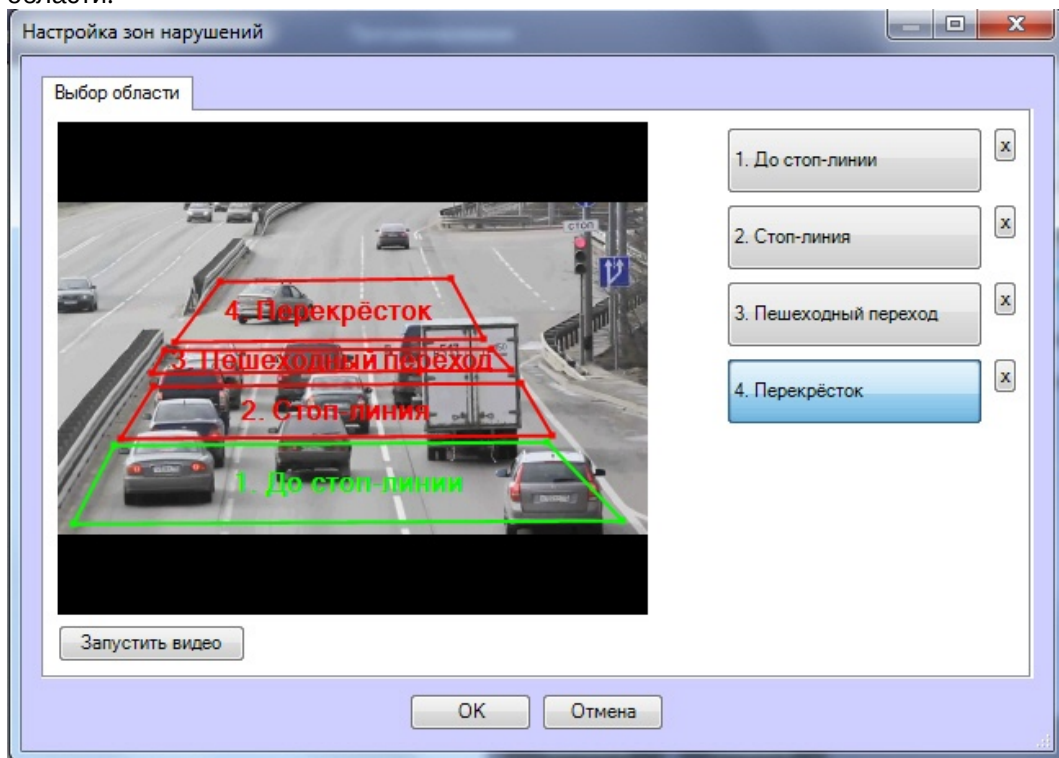 области.
Настройка зон нарушений
Выбор области
1. До стоп-линии
x
2. Стоп-линия
x
3. Пешеходный переход
x
4. Перекрёсток
x
СТОП
4. Перекрёсток
3. Пешеходный переход
2. Стоп-линия
1. До стоп-линии
Запустить видео
OK
Отмена